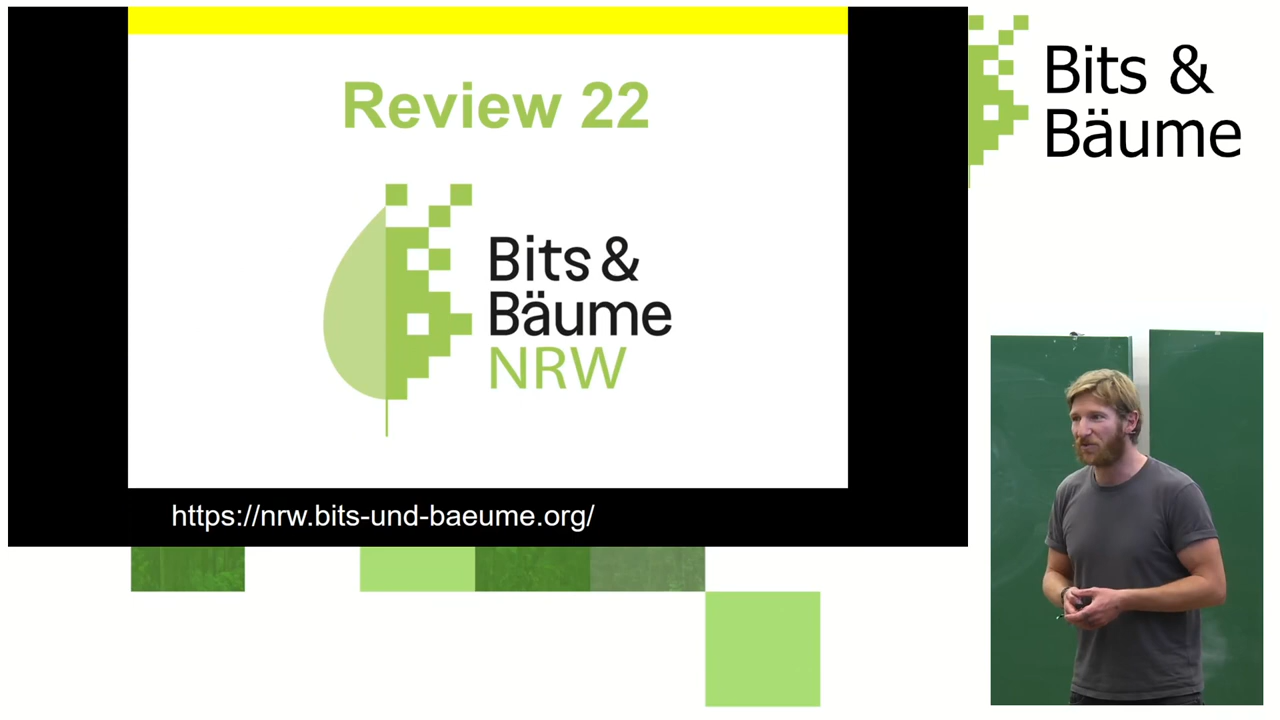 Review 22
Bits &
Bäume
NRW
https://nrw.bits-und-baeume.org/
Bits &
Bäume